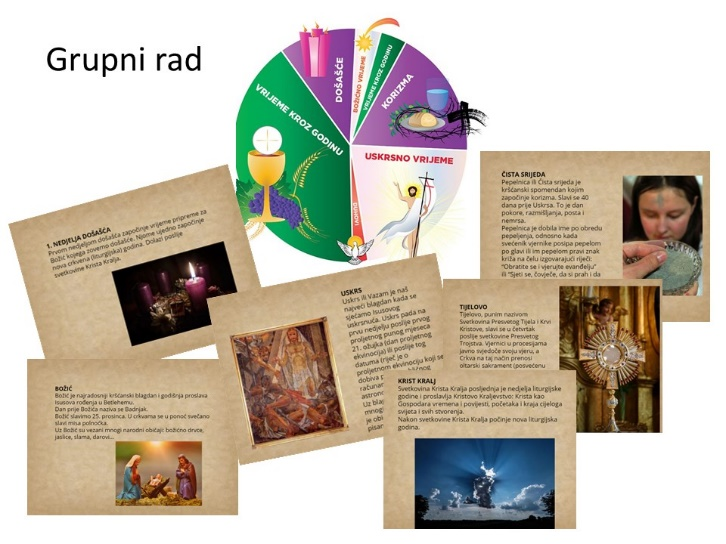 Grupni rad
DOŠAŠĆE
BOŽIĆNO VRIJEME
VRIJEME KROZ GODINU
KORIZMA
VRIJEME KROZ GODINU
USKRSNO VRIJEME
DUHOVI
1. NEDJELJA DOŠAŠĆA
Prvom nedjeljom došašća započinje vrijeme pripreme za
Božić kojega zovemo došašće. Njome ujedno započinje
nova crkvena (liturgijska) godina. Dolazi poslije
svetkovine Krista Kralja.
ČISTA SRIJEDA
Pepelnica ili Čista srijeda je
kršćanski spomendan kojim
započinje korizma. Slavi se 40
dana prije Uskrsa. To je dan
pokore, razmišljanja, posta i
nemrsa.
Pepelnica je dobila ime po obredu
pepeljenja, odnosno kada
svećenik vjernike posipa pepelom
po glavi ili im pepelom pravi znak
križa na čelu izgovarajući riječi:
"Obratite se i vjerujte evanđelju"
ili "Sjeti se, čovječe, da si prah i da
USKRS
Uskrs ili Vazam je naš
najveći blagdan kada se
sjećamo Isusovog
uskrsnuća. Uskrs pada na
prvu nedjelju poslije prvog
proljetnog punog mjeseca
21. ožujka (dan proljetnog
ekvinocija) ili poslije tog
datuma (riječ je o
proljetnom ekvinociju koji se
dobiva
TIJELOVO
Tijelovo, punim nazivom
Svetkovina Presvetog Tijela i Krvi
Kristove, slavi se u četvrtak
poslije svetkovine Presvetog
Trojstva. Vjernici u procesijama
javno svjedoče svoju vjeru, a
Crkva na taj način prenosi
oltarski sakrament (posvećenu
BOŽIĆ
Božić je najradosniji kršćanski blagdan i godišnja proslava
Isusova rođenja u Betlehemu.
Dan prije Božića naziva se Badnjak.
Božić slavimo 25. prosinca. U crkvama se u ponoć svečano
slavi misa polnoćka.
Uz Božić su vezani mnogi narodni običaji: božićno drvce,
jaslice, slama, darovi...
KRIST KRALJ
Svetkovina Krista Kralja posljednja je nedjelja liturgijske
godine i proslavlja Kristovo Kraljevstvo: Krista kao
Gospodara vremena i povijesti, početaka i kraja cijeloga
svijeta i svih stvorenja.
Nakon svetkovine Krista Kralja počinje nova liturgijska
godina.